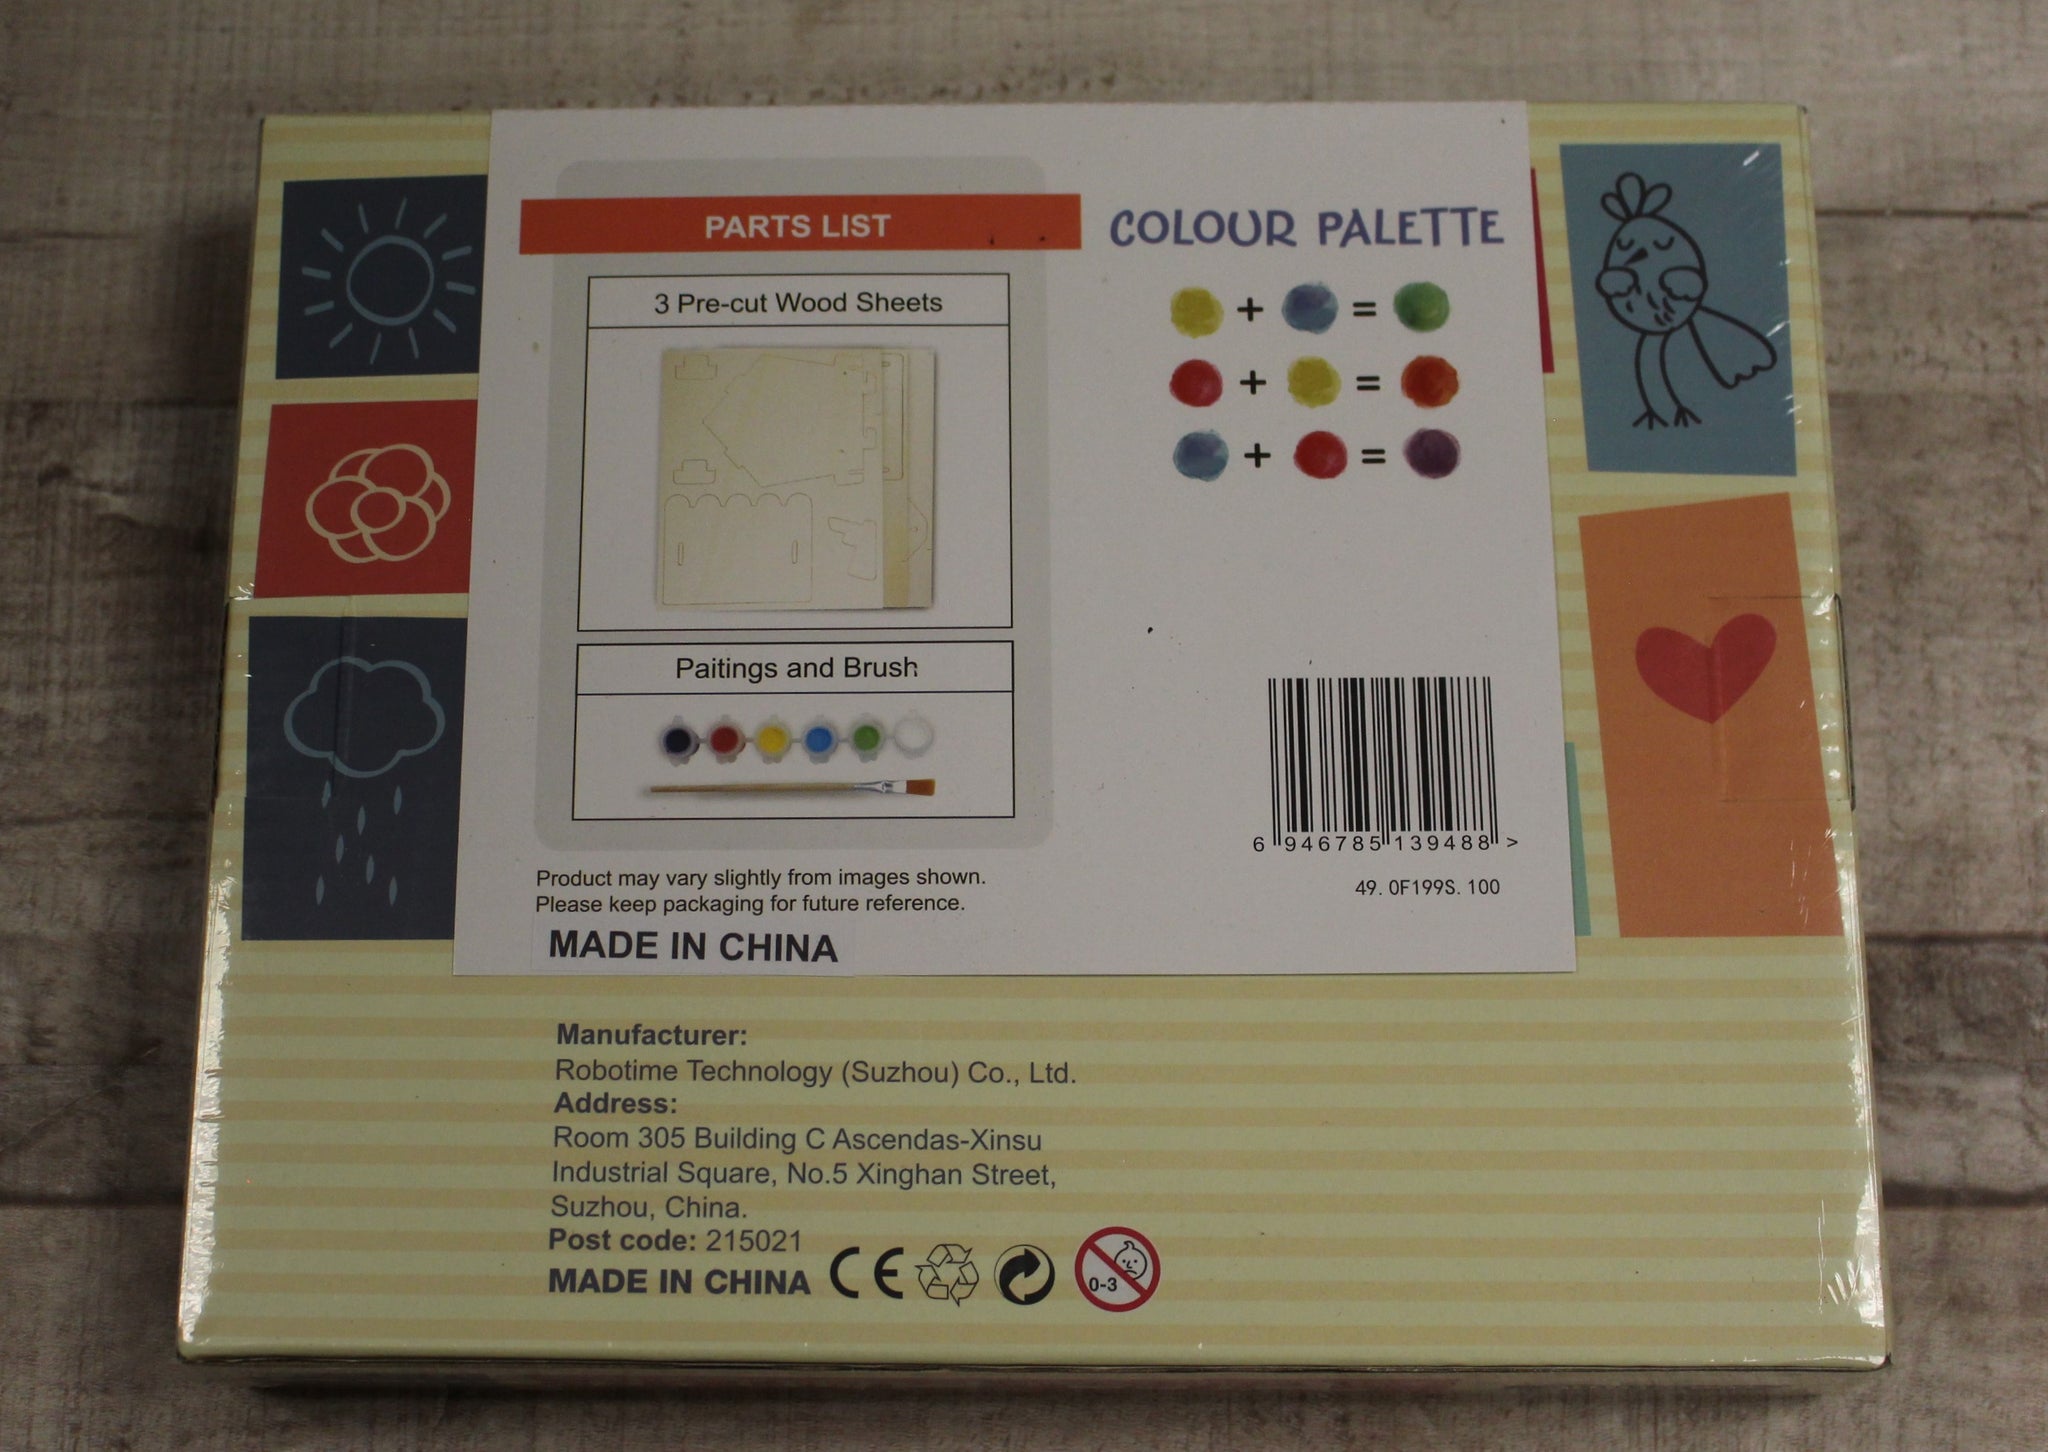 PARTS LIST
3 Pre-cut Wood Sheets
Paitings and Brush
Product may vary slightly from images shown.
Please keep packaging for future reference.
MADE IN CHINA
COLOUR PALETTE
+ =
+ =
+ =
6 946785 139488 >
49. 0F199S. 100
Manufacturer:
Robotime Technology (Suzhou) Co., Ltd.
Address:
Room 305 Building C Ascendas-Xinsu
Industrial Square, No.5 Xinghan Street,
Suzhou, China.
Post code: 215021
MADE IN CHINA CE
0-3